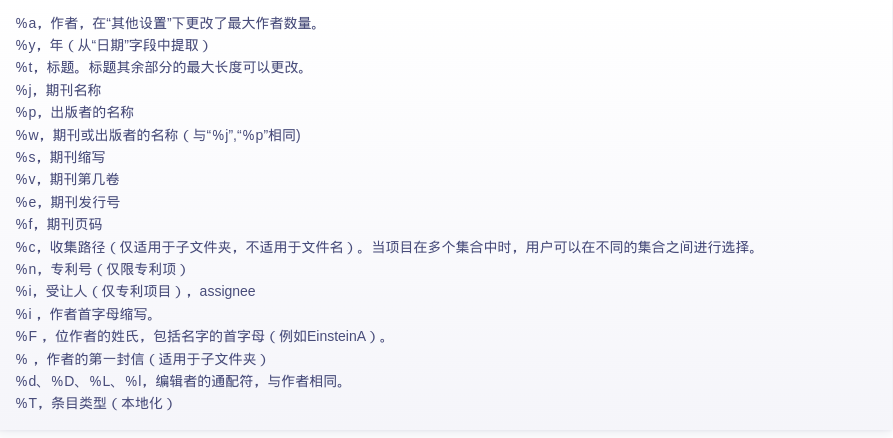 %a，作者，在“其他设置”下更改了最大作者数量。
%y，年（从“日期”字段中提取）
%t，标题。标题其余部分的最大长度可以更改。
%j，期刊名称
%p，出版者的名称
%w，期刊或出版者的名称（与“%j”,“%p”相同)
%s，期刊缩写
%v，期刊第几卷
%e，期刊发行号
%f，期刊页码
%c，收集路径（仅适用于子文件夹，不适用于文件名）。当项目在多个集合中时，用户可以在不同的集合之间进行选择。
%n，专利号（仅限专利项）
%i，受让人（仅专利项目），assignee
%i ，作者首字母缩写。
%F ，位作者的姓氏，包括名字的首字母（例如EinsteinA）。
% ，作者的第一封信（适用于子文件夹）
%d、%D、%L、%l，编辑者的通配符，与作者相同。
%T，条目类型（本地化）